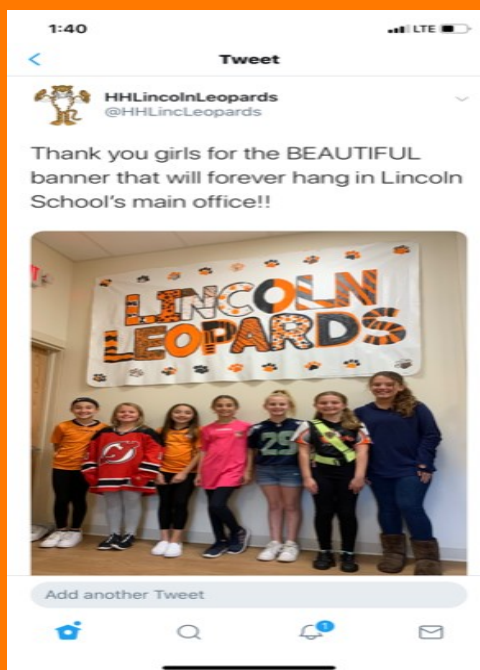 1:40
LTE
Tweet
HHLincolnLeopards
@HHLincLeopards
Thank you girls for the BEAUTIFUL
banner that will forever hang in Lincoln
School's main office!!
LINCOLN
LEOPARDS
29
Add another Tweet
1